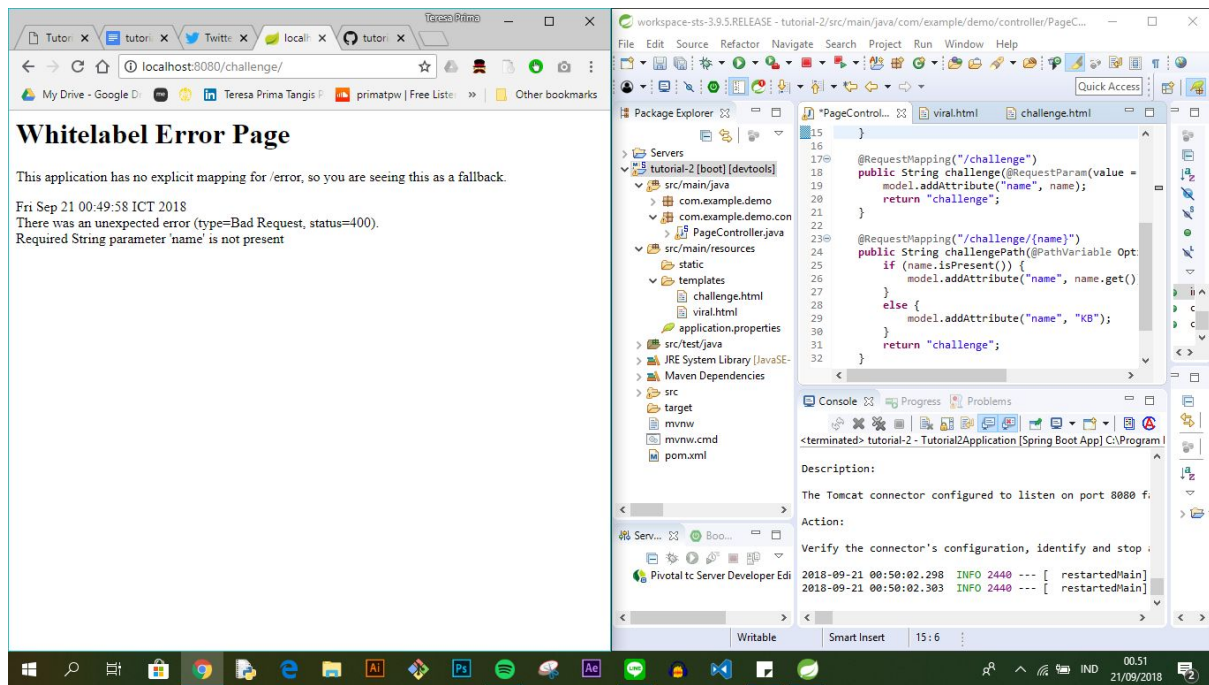 Teresa Prima
Tutori
tutori
Twitte
localh
tutori
localhost:8080/challenge/
My Drive - Google Dr
Teresa Prima Tangis P
primatpw | Free Liste
»
Other bookmarks
Whitelabel Error Page
This application has no explicit mapping for /error, so you are seeing this as a fallback.
Fri Sep 21 00:49:58 ICT 2018
There was an unexpected error (type=Bad Request, status=400).
Required String parameter 'name' is not present
workspace-sts-3.9.5.RELEASE - tutorial-2/src/main/java/com/example/demo/controller/PageC...
File Edit Source Refactor Navigate Search Project Run Window Help
Quick Access
Package Explorer
Servers
tutorial-2 [boot] [devtools]
src/main/java
com.example.demo
com.example.demo.con
PageController.java
src/main/resources
static
templates
challenge.html
viral.html
application.properties
src/test/java
JRE System Library [JavaSE-
Maven Dependencies
src
target
mvnw
mvnw.cmd
pom.xml
*PageControl...
viral.html
challenge.html
15 }
16
17 @RequestMapping("/challenge")
18 public String challenge(@RequestParam(value =
19 model.addAttribute("name", name);
20 return "challenge";
21 }
22
23 @RequestMapping("/challenge/{name}")
24 public String challengePath(@PathVariable Opt
25 if (name.isPresent()) {
26 model.addAttribute("name", name.get()
27 }
28 else {
29 model.addAttribute("name", "KB");
30 }
31 return "challenge";
32 }
Console Progress Problems
<terminated> tutorial-2 - Tutorial2Application [Spring Boot App] C:\Program
Description:
The Tomcat connector configured to listen on port 8080 fa
Action:
Verify the connector's configuration, identify and stop
2018-09-21 00:50:02.298 INFO 2440 --- [ restartedMain]
2018-09-21 00:50:02.303 INFO 2440 --- [ restartedMain]
Serv...
Boo...
Pivotal tc Server Developer Edi
Writable
Smart Insert
15 : 6
Ai
Ps
Ae
LINE
IND
00.51
21/09/2018
2